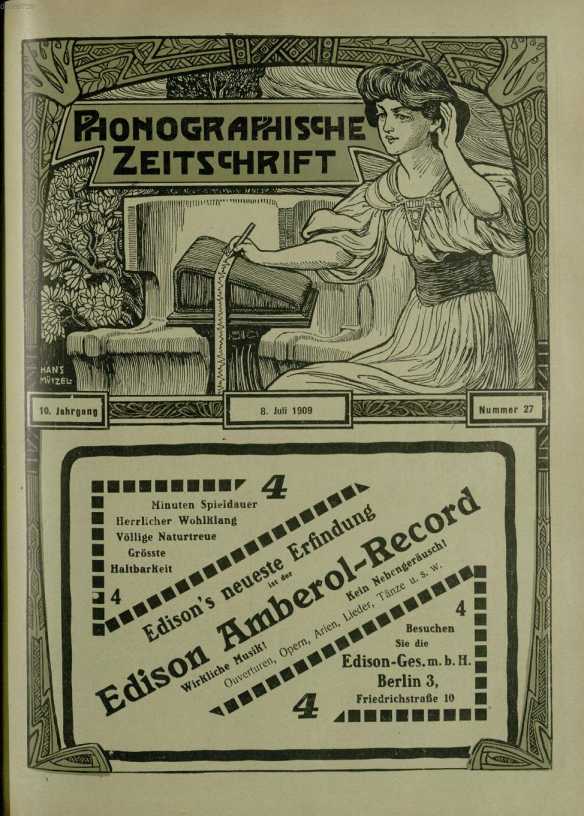 PHONOGRAPHISCHE
ZEITSCHRIFT
HANS
MÜTZEL
10. Jahrgang
8. Juli 1909
Nummer 27
4
Minuten Spieldauer
Herrlicher Wohlklang
Völlige Naturtreue
Grösste
Haltbarkeit
4
Edison's neueste Erfindung
ist der
Edison Amberol-Record
Wirkliche Musik! Kein Nebengeräusch!
Ouverturen, Opern, Arien, Lieder, Tänze u. s. w.
4
Besuchen
Sie die
Edison-Ges. m. b. H.
Berlin 3,
Friedrichstraße 10
4